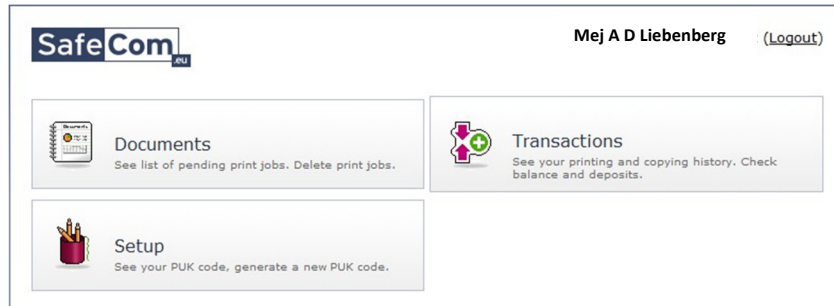 SafeCom.eu
Mej A D Liebenberg : (Logout)
Documents
See list of pending print jobs. Delete print jobs.
Transactions
See your printing and copying history. Check
balance and deposits.
Setup
See your PUK code, generate a new PUK code.